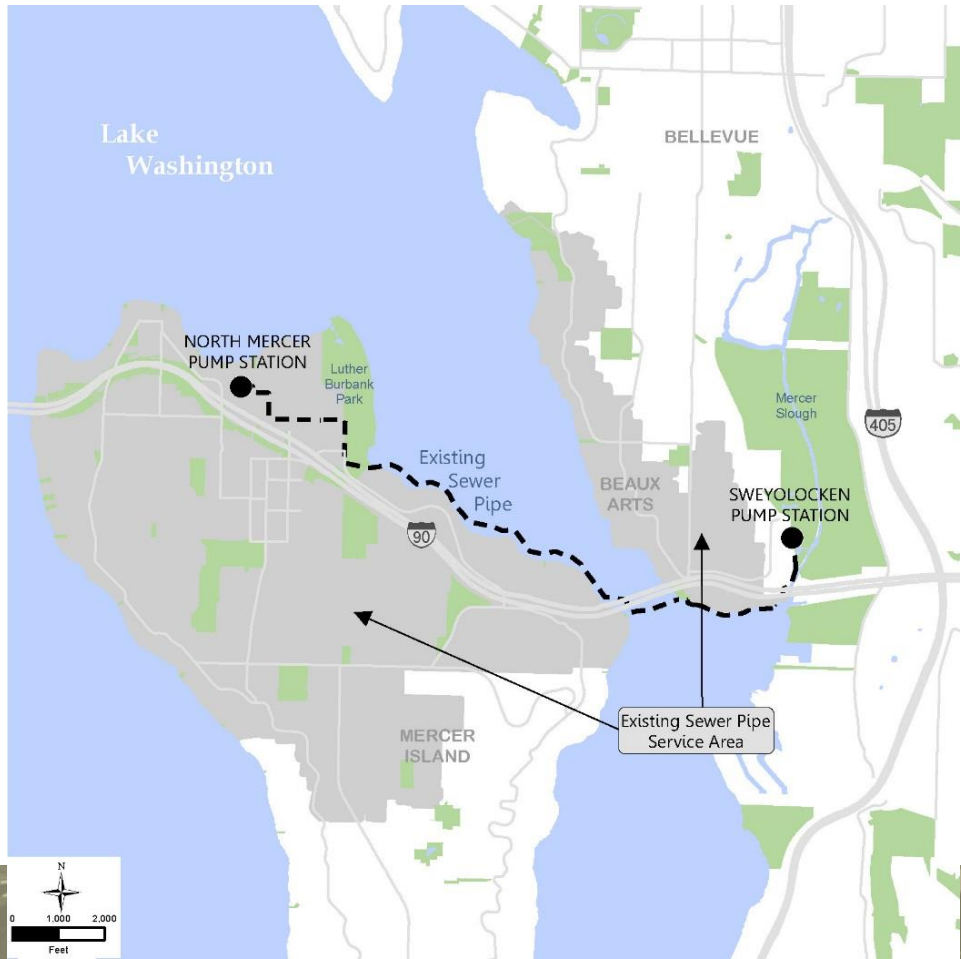 Lake
Washington
BELLEVUE
NORTH MERCER
PUMP STATION
Luther
Burbank
Park
Mercer
Slough
405
Existing
Sewer
Pipe
BEAUX
ARTS
SWEYOLOCKEN
PUMP STATION
90
Existing Sewer Pipe
Service Area
MERCER
ISLAND
N
0 1,000 2,000
Feet